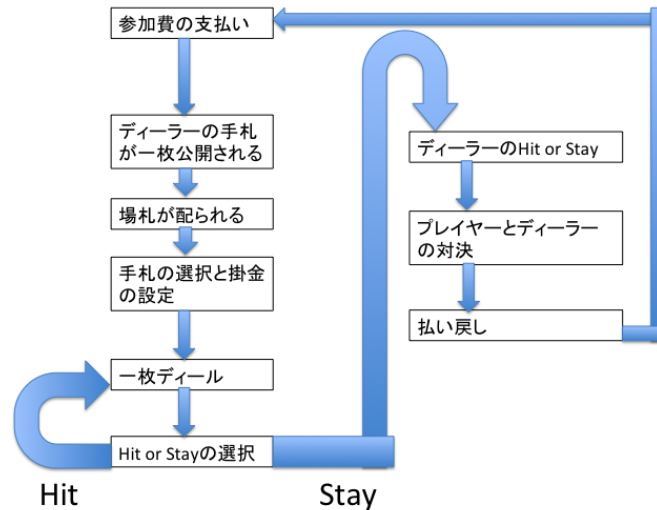 参加費の支払い
ディーラーの手札
が一枚公開される
場札が配られる
手札の選択と掛金
の設定
一枚ディール
Hit or Stayの選択
Hit
Stay
ディーラーのHit or Stay
プレイヤーとディーラー
の対決
払い戻し